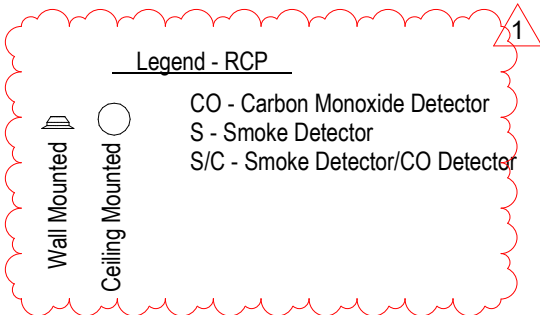 1
Legend - RCP
CO - Carbon Monoxide Detector
S - Smoke Detector
S/C - Smoke Detector/CO Detector
Wall Mounted
Ceiling Mounted